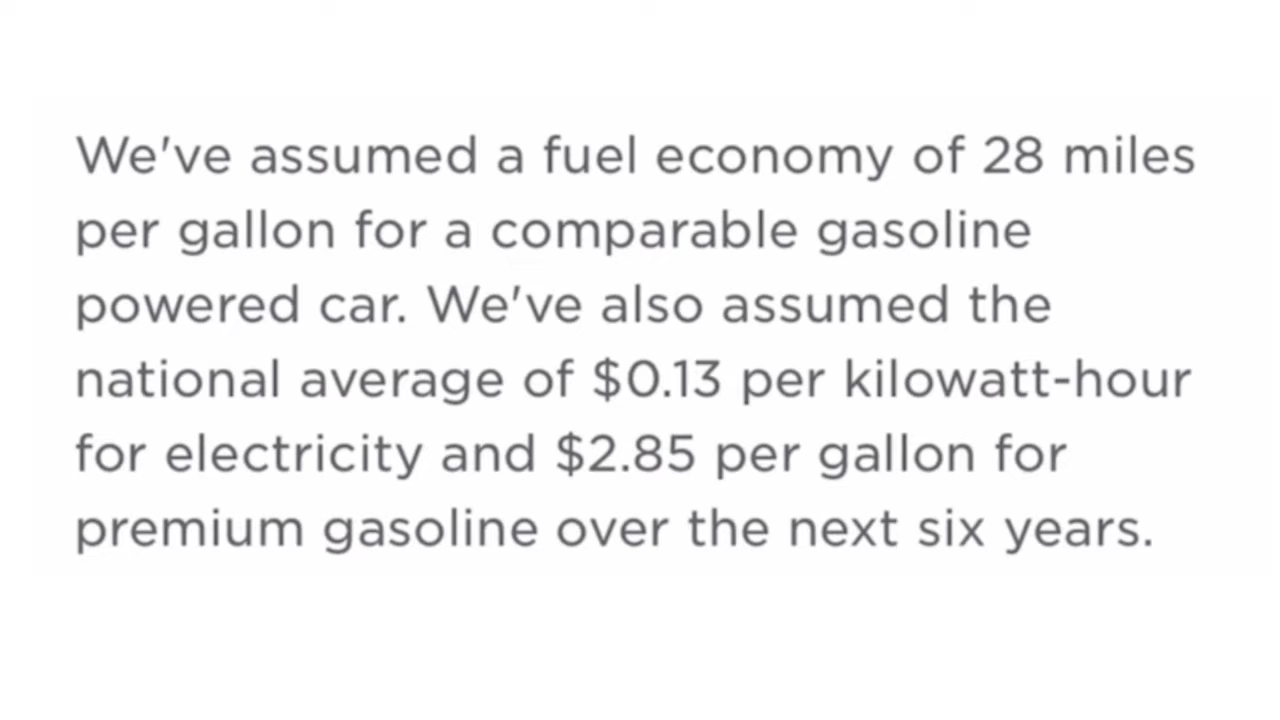 We've assumed a fuel economy of 28 miles
per gallon for a comparable gasoline
powered car. We've also assumed the
national average of $0.13 per kilowatt-hour
for electricity and $2.85 per gallon for
premium gasoline over the next six years.